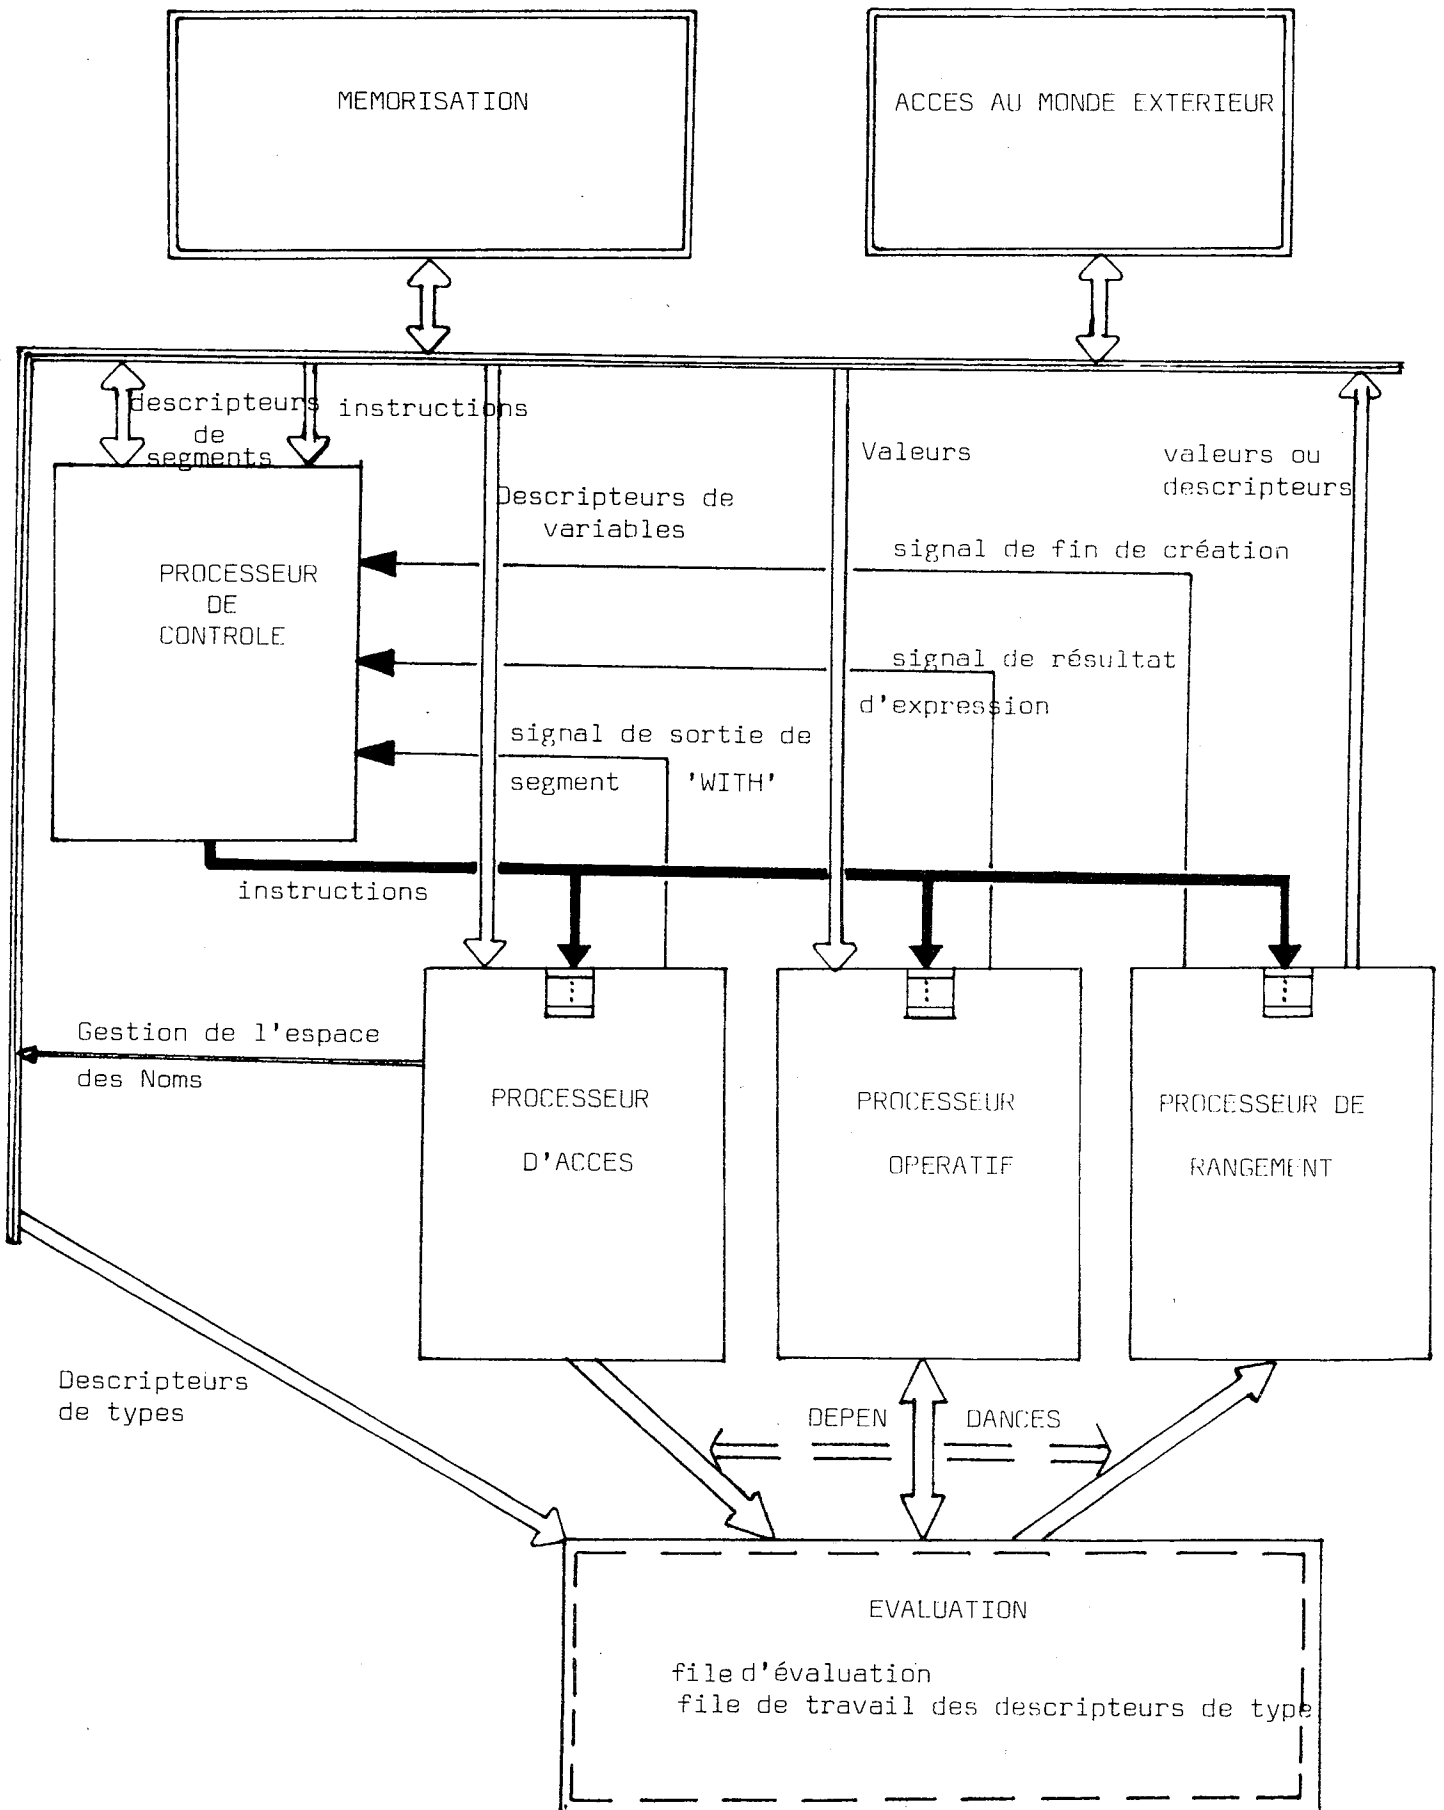 MEMORISATION
ACCES AU MONDE EXTERIEUR
descripteurs
de
segments
instructions
Descripteurs de
variables
Valeurs
valeurs ou
descripteurs
signal de fin de création
PROCESSEUR
DE
CONTROLE
signal de résultat
d'expression
signal de sortie de
segment 'WITH'
instructions
Gestion de l'espace
des Noms
PROCESSEUR
D'ACCES
PROCESSEUR
OPERATIF
PROCESSEUR DE
RANGEMENT
Descripteurs
de types
DEPEN DANCES
EVALUATION
file d'évaluation
file de travail des descripteurs de type